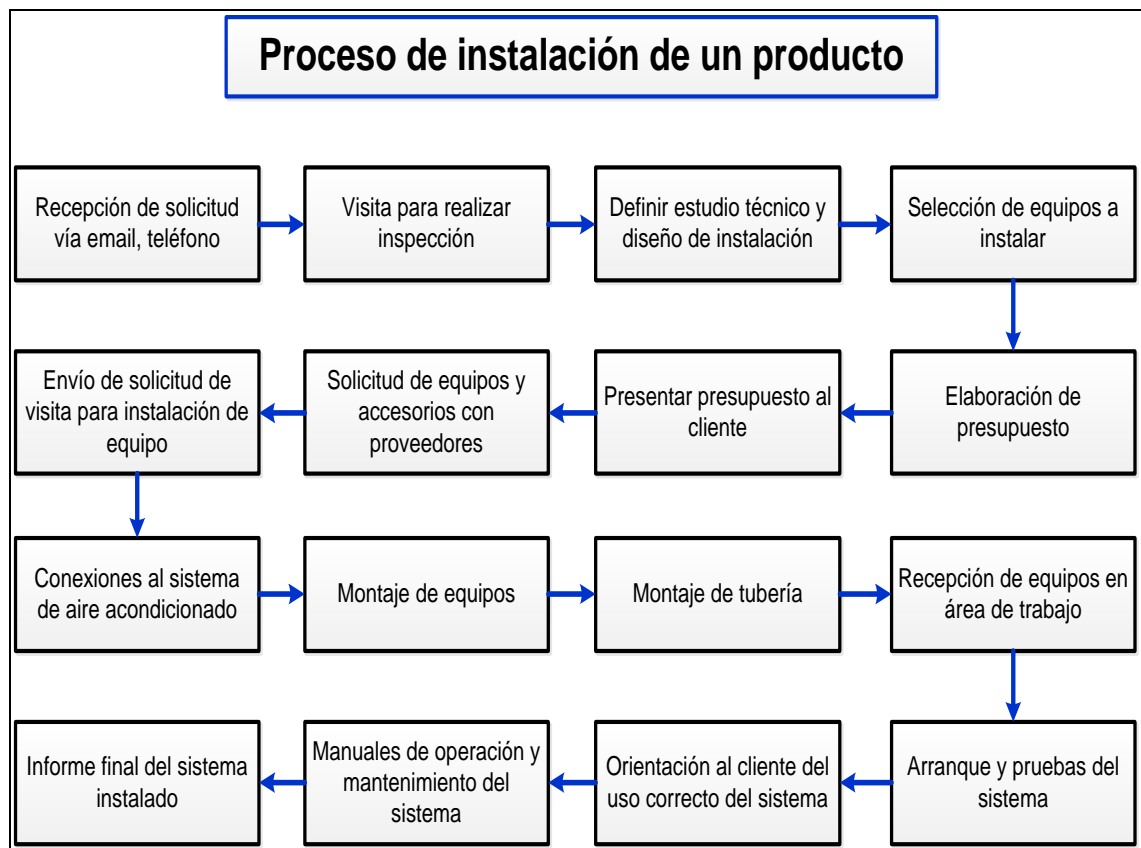 Proceso de instalación de un producto
Recepción de solicitud
vía email, teléfono
Visita para realizar
inspección
Definir estudio técnico y
diseño de instalación
Selección de equipos a
instalar
Elaboración de
presupuesto
Presentar presupuesto al
cliente
Solicitud de equipos y
accesorios con
proveedores
Envío de solicitud de
visita para instalación de
equipo
Conexiones al sistema
de aire acondicionado
Montaje de equipos
Montaje de tubería
Recepción de equipos en
área de trabajo
Arranque y pruebas del
sistema
Orientación al cliente del
uso correcto del sistema
Manuales de operación y
mantenimiento del
sistema
Informe final del sistema
instalado